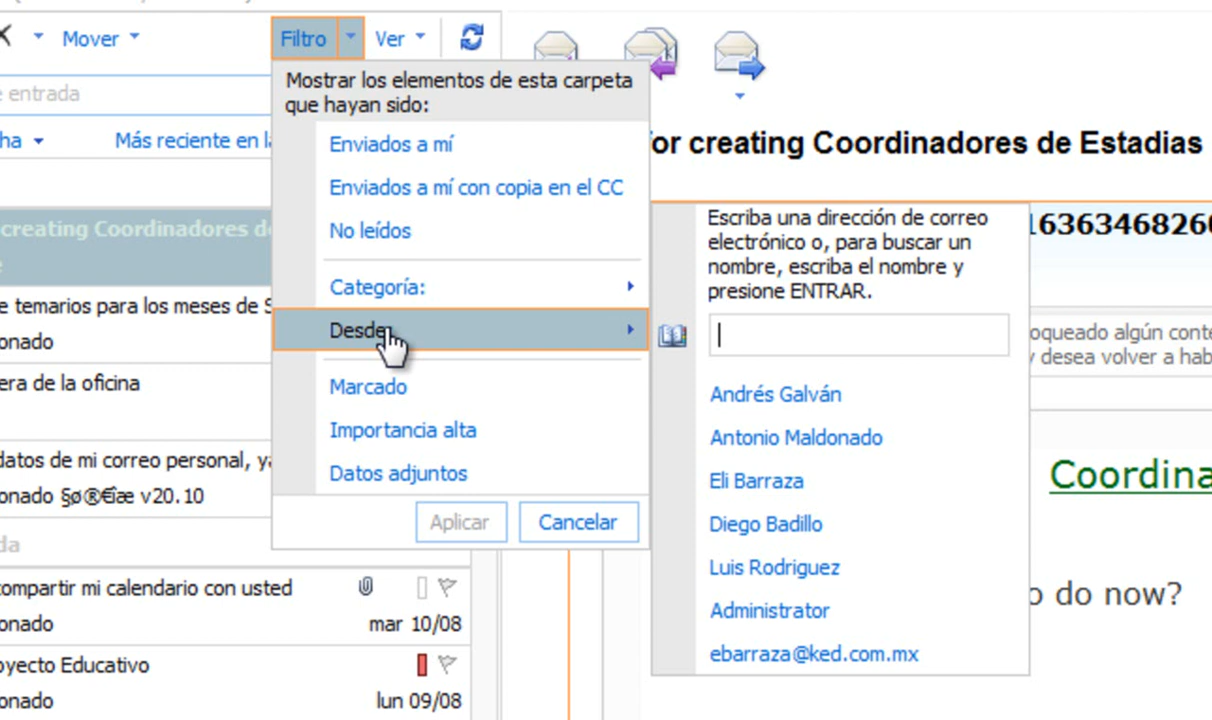 Mover
Filtro
Ver
entrada
Más reciente en
Mostrar los elementos de esta carpeta
que hayan sido:
Enviados a mí
Enviados a mí con copia en el CC
No leídos
Categoría:
Desde
Marcado
Importancia alta
Datos adjuntos
Aplicar
Cancelar
Escriba una dirección de correo
electrónico o, para buscar un
nombre, escriba el nombre y
presione ENTRAR.
Andrés Galván
Antonio Maldonado
Eli Barraza
Diego Badillo
Luis Rodriguez
Administrator
ebarraza@ked.com.mx
for creating Coordinadores de Estadias
163634682600
oqueado algún conte
y desea volver a hab
Coordina
o do now?
creating Coordinadores de
e temarios para los meses de S
onado
era de la oficina
datos de mi correo personal, ya
onado §ø®€îæ v20.10
da
compartir mi calendario con usted
onado
mar 10/08
oyecto Educativo
onado
lun 09/08